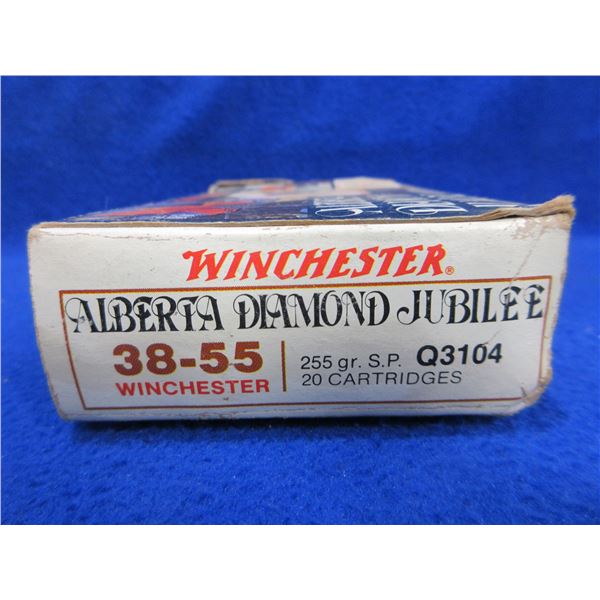 WINCHESTER®
ALBERTA DIAMOND JUBILEE
38-55
WINCHESTER
255 gr. S.P. Q3104
20 CARTRIDGES